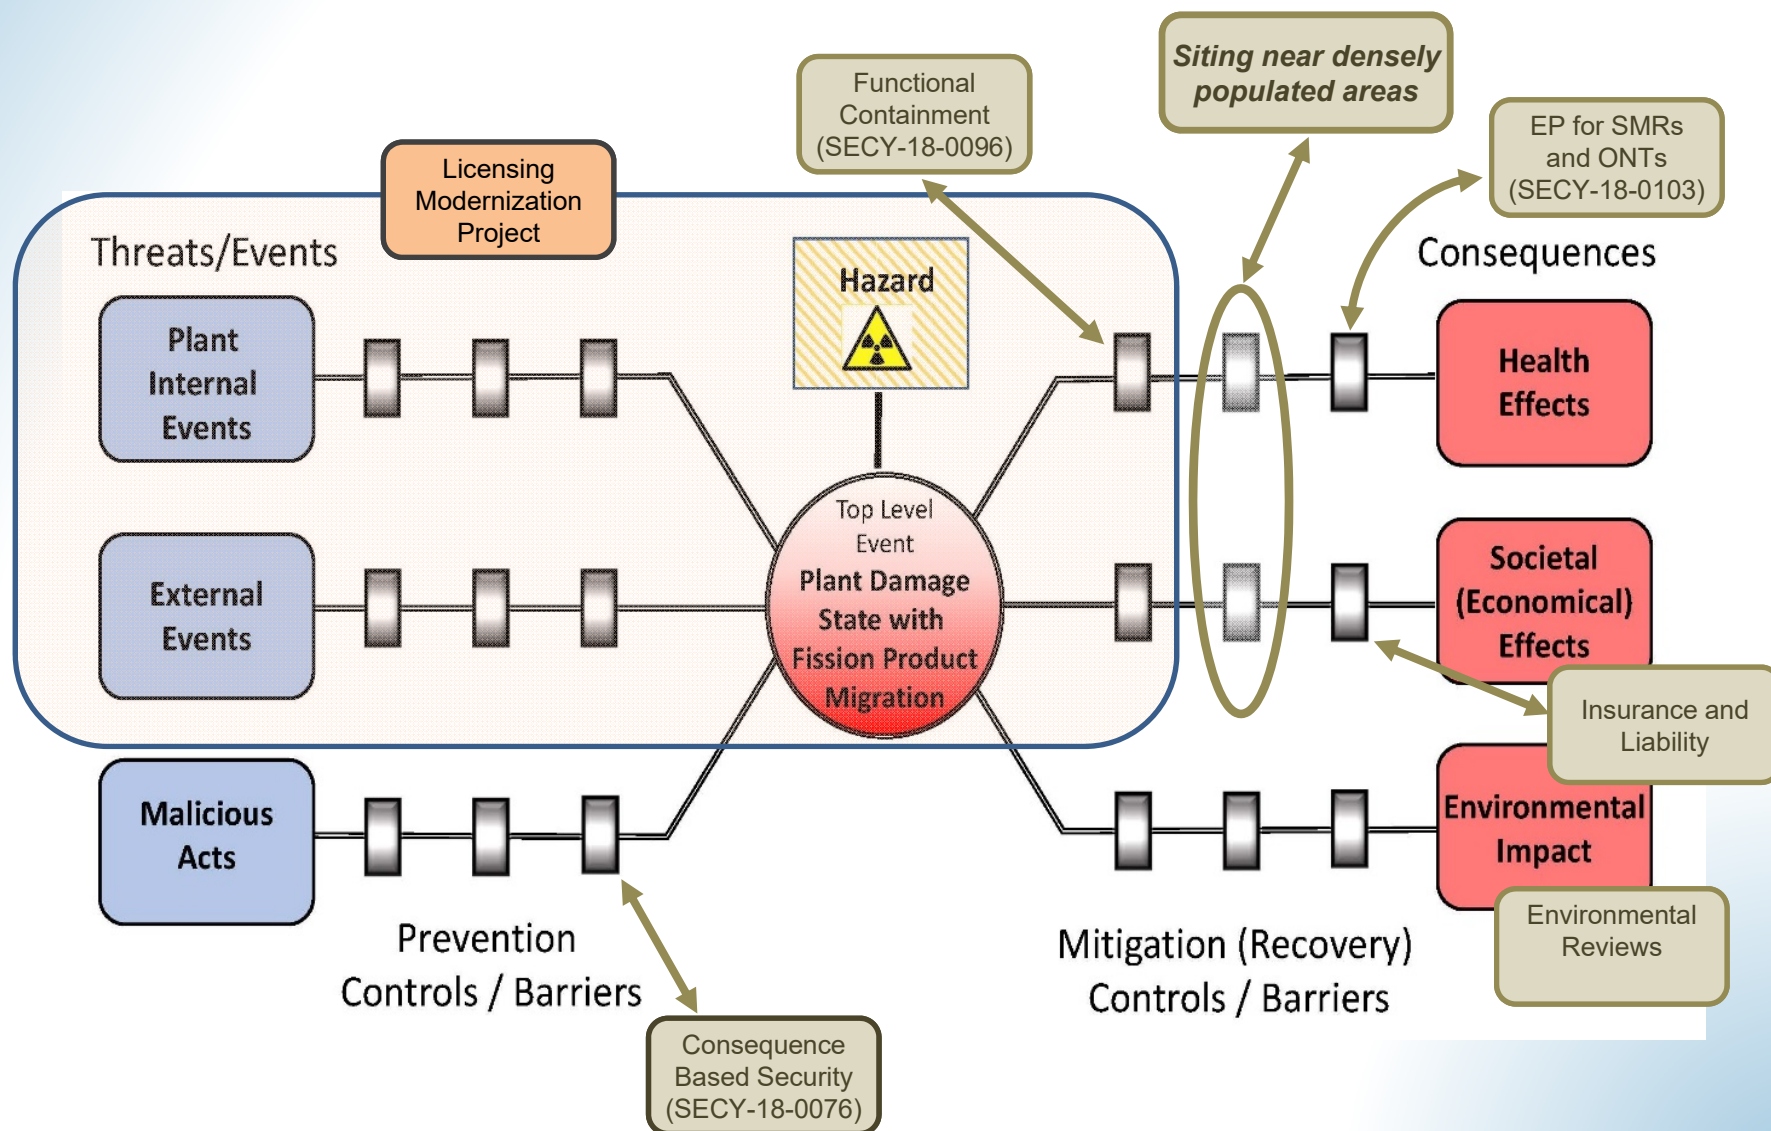 Siting near densely
populated areas
Functional
Containment
(SECY-18-0096)
EP for SMRs
and ONTs
(SECY-18-0103)
Licensing
Modernization
Project
Threats/Events
Hazard
Consequences
Plant
Internal
Events
Health
Effects
Top Level
Event
Plant Damage
State with
Fission Product
Migration
External
Events
Societal
(Economical)
Effects
Insurance and
Liability
Malicious
Acts
Environmental
Impact
Environmental
Reviews
Prevention
Controls / Barriers
Mitigation (Recovery)
Controls / Barriers
Consequence
Based Security
(SECY-18-0076)